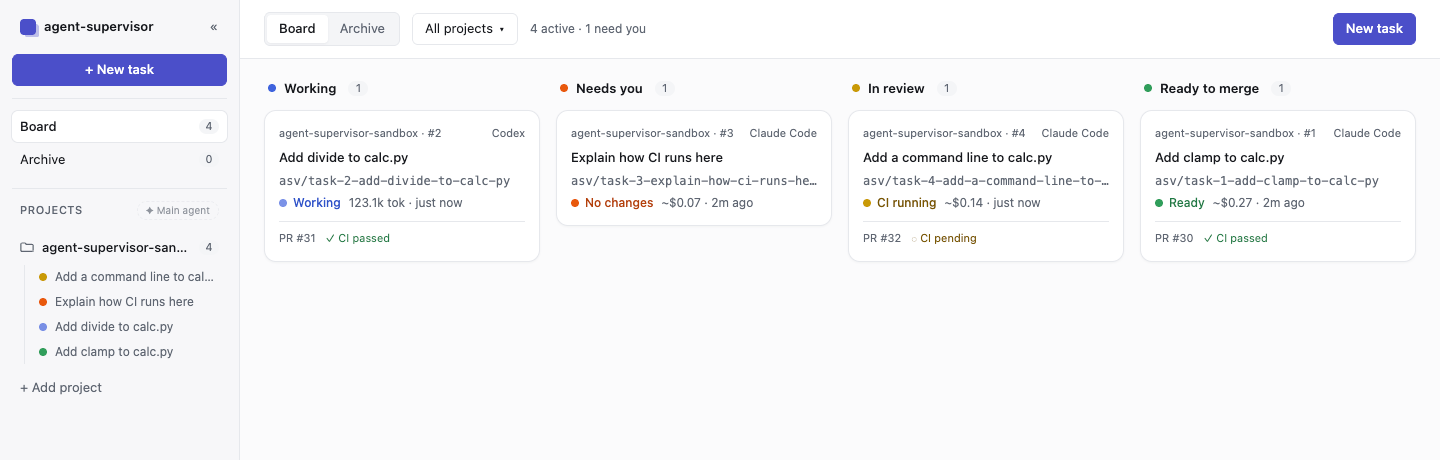 agent-supervisor «
+ New task
Board 4
Archive 0
PROJECTS ✦ Main agent
agent-supervisor-san... 4
Add a command line to cal...
Explain how CI runs here
Add divide to calc.py
Add clamp to calc.py
+ Add project
Board Archive All projects ▾ 4 active · 1 need you New task
Working 1
agent-supervisor-sandbox · #2 Codex
Add divide to calc.py
asv/task-2-add-divide-to-calc-py
Working 123.1k tok · just now
PR #31 ✓ CI passed
Needs you 1
agent-supervisor-sandbox · #3 Claude Code
Explain how CI runs here
asv/task-3-explain-how-ci-runs-he…
No changes ~$0.07 · 2m ago
In review 1
agent-supervisor-sandbox · #4 Claude Code
Add a command line to calc.py
asv/task-4-add-a-command-line-to-…
CI running ~$0.14 · just now
PR #32 ○ CI pending
Ready to merge 1
agent-supervisor-sandbox · #1 Claude Code
Add clamp to calc.py
asv/task-1-add-clamp-to-calc-py
Ready ~$0.27 · 2m ago
PR #30 ✓ CI passed